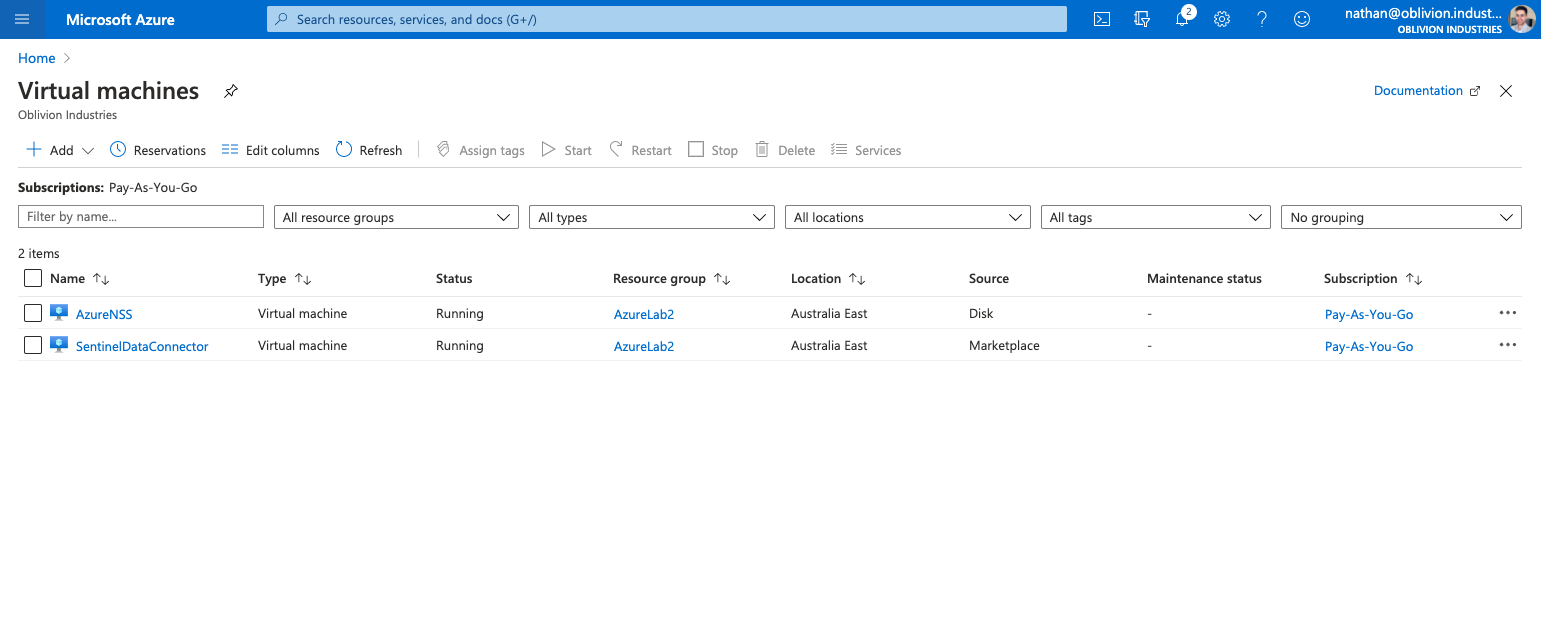 Microsoft Azure
Search resources, services, and docs (G+/)
2
nathan@oblivion.indust...
OBLIVION INDUSTRIES
Home
Virtual machines
Documentation
Oblivion Industries
Add Reservations Edit columns Refresh Assign tags Start Restart Stop Delete Services
Subscriptions: Pay-As-You-Go
Filter by name... All resource groups All types All locations All tags No grouping
2 items
Name Type Status Resource group Location Source Maintenance status Subscription
AzureNSS Virtual machine Running AzureLab2 Australia East Disk - Pay-As-You-Go ...
SentinelDataConnector Virtual machine Running AzureLab2 Australia East Marketplace - Pay-As-You-Go ...